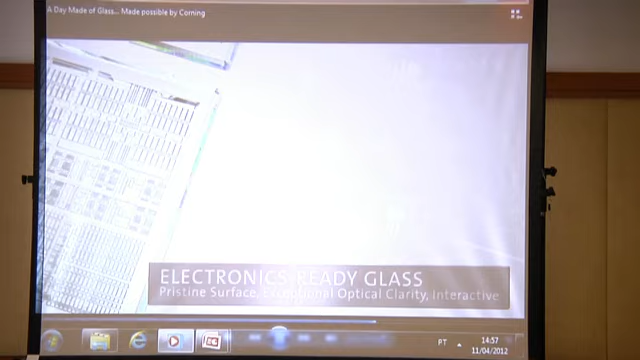 A Day Made of Glass... Made possible by Corning
ELECTRONICS-READY GLASS
Pristine Surface, Exceptional Optical Clarity, Interactive
PT 14:57
11/04/2012